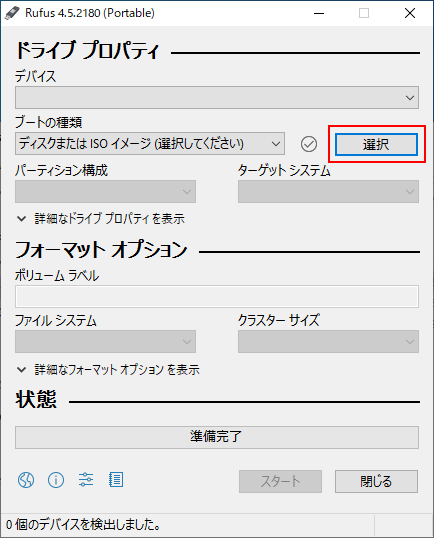 Rufus 4.5.2180 (Portable)
ドライブ プロパティ
デバイス
ブートの種類
ディスクまたは ISO イメージ (選択してください)
選択
パーティション構成
ターゲット システム
詳細なドライブ プロパティを表示
フォーマット オプション
ボリューム ラベル
ファイル システム
クラスター サイズ
詳細なフォーマット オプションを表示
状態
準備完了
スタート
閉じる
0 個のデバイスを検出しました。